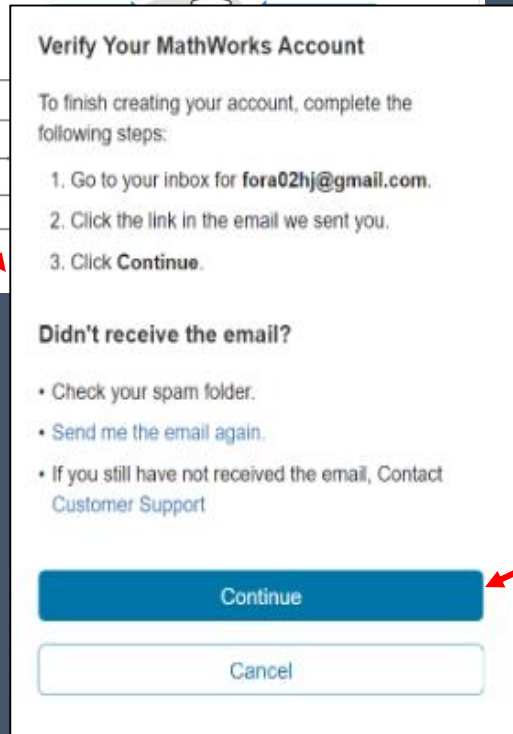 Verify Your MathWorks Account
To finish creating your account, complete the
following steps:
1. Go to your inbox for fora02hj@gmail.com.
2. Click the link in the email we sent you.
3. Click Continue.
Didn't receive the email?
• Check your spam folder.
• Send me the email again.
• If you still have not received the email, Contact
Customer Support
Continue
Cancel